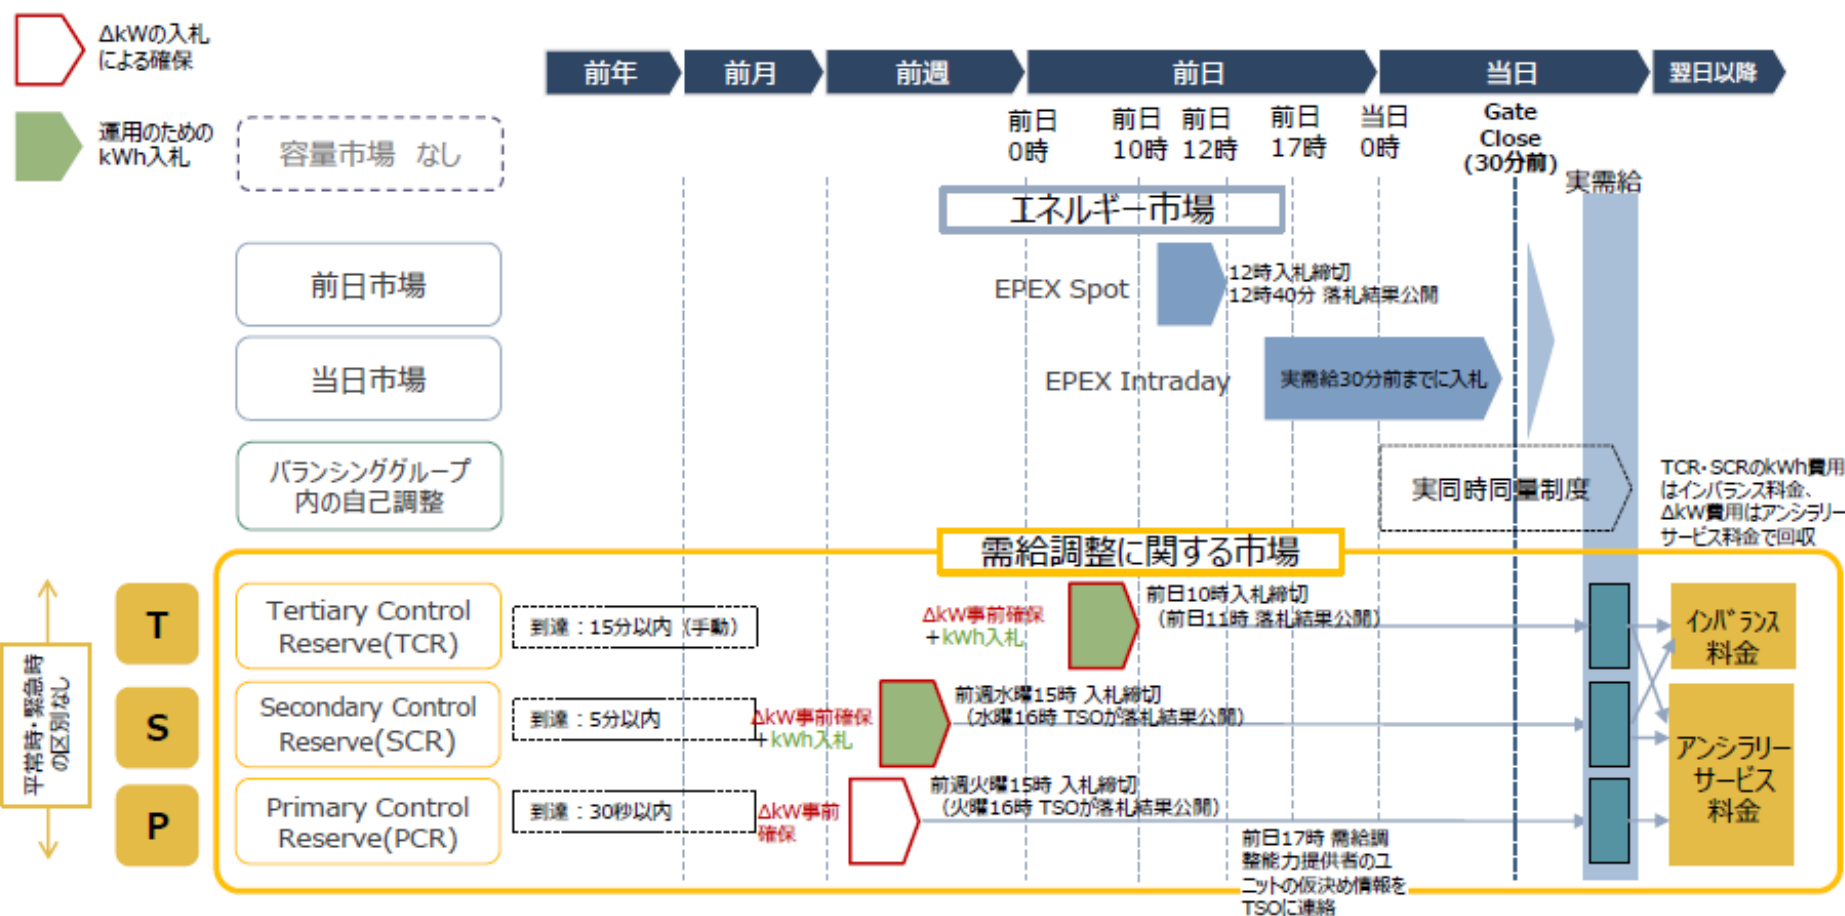 ΔkWの入札
による確保
運用のための
kWh入札
前年
前月
前週
前日
当日
翌日以降
前日
0時
前日
10時
前日
12時
前日
17時
当日
0時
Gate
Close
(30分前)
実需給
容量市場 なし
エネルギー市場
前日市場
EPEX Spot
12時入札締切
12時40分 落札結果公開
当日市場
EPEX Intraday
実需給30分前までに入札
バランシンググループ
内の自己調整
実同時同量制度
TCR・SCRのkWh費用
はインバランス料金、
ΔkW費用はアンシラリー
サービス料金で回収
需給調整に関する市場
平常時・緊急時
の区別なし
T
Tertiary Control
Reserve(TCR)
到達：15分以内（手動）
ΔkW事前確保
+kWh入札
前日10時入札締切
（前日11時 落札結果公開）
インバランス
料金
S
Secondary Control
Reserve(SCR)
到達：5分以内
ΔkW事前確保
+kWh入札
前週水曜15時 入札締切
（水曜16時 TSOが落札結果公開）
アンシラリー
サービス
料金
P
Primary Control
Reserve(PCR)
到達：30秒以内
ΔkW事前
確保
前週火曜15時 入札締切
（火曜16時 TSOが落札結果公開）
前日17時 需給調
整能力提供者のユ
ニットの仮決め情報を
TSOに連絡